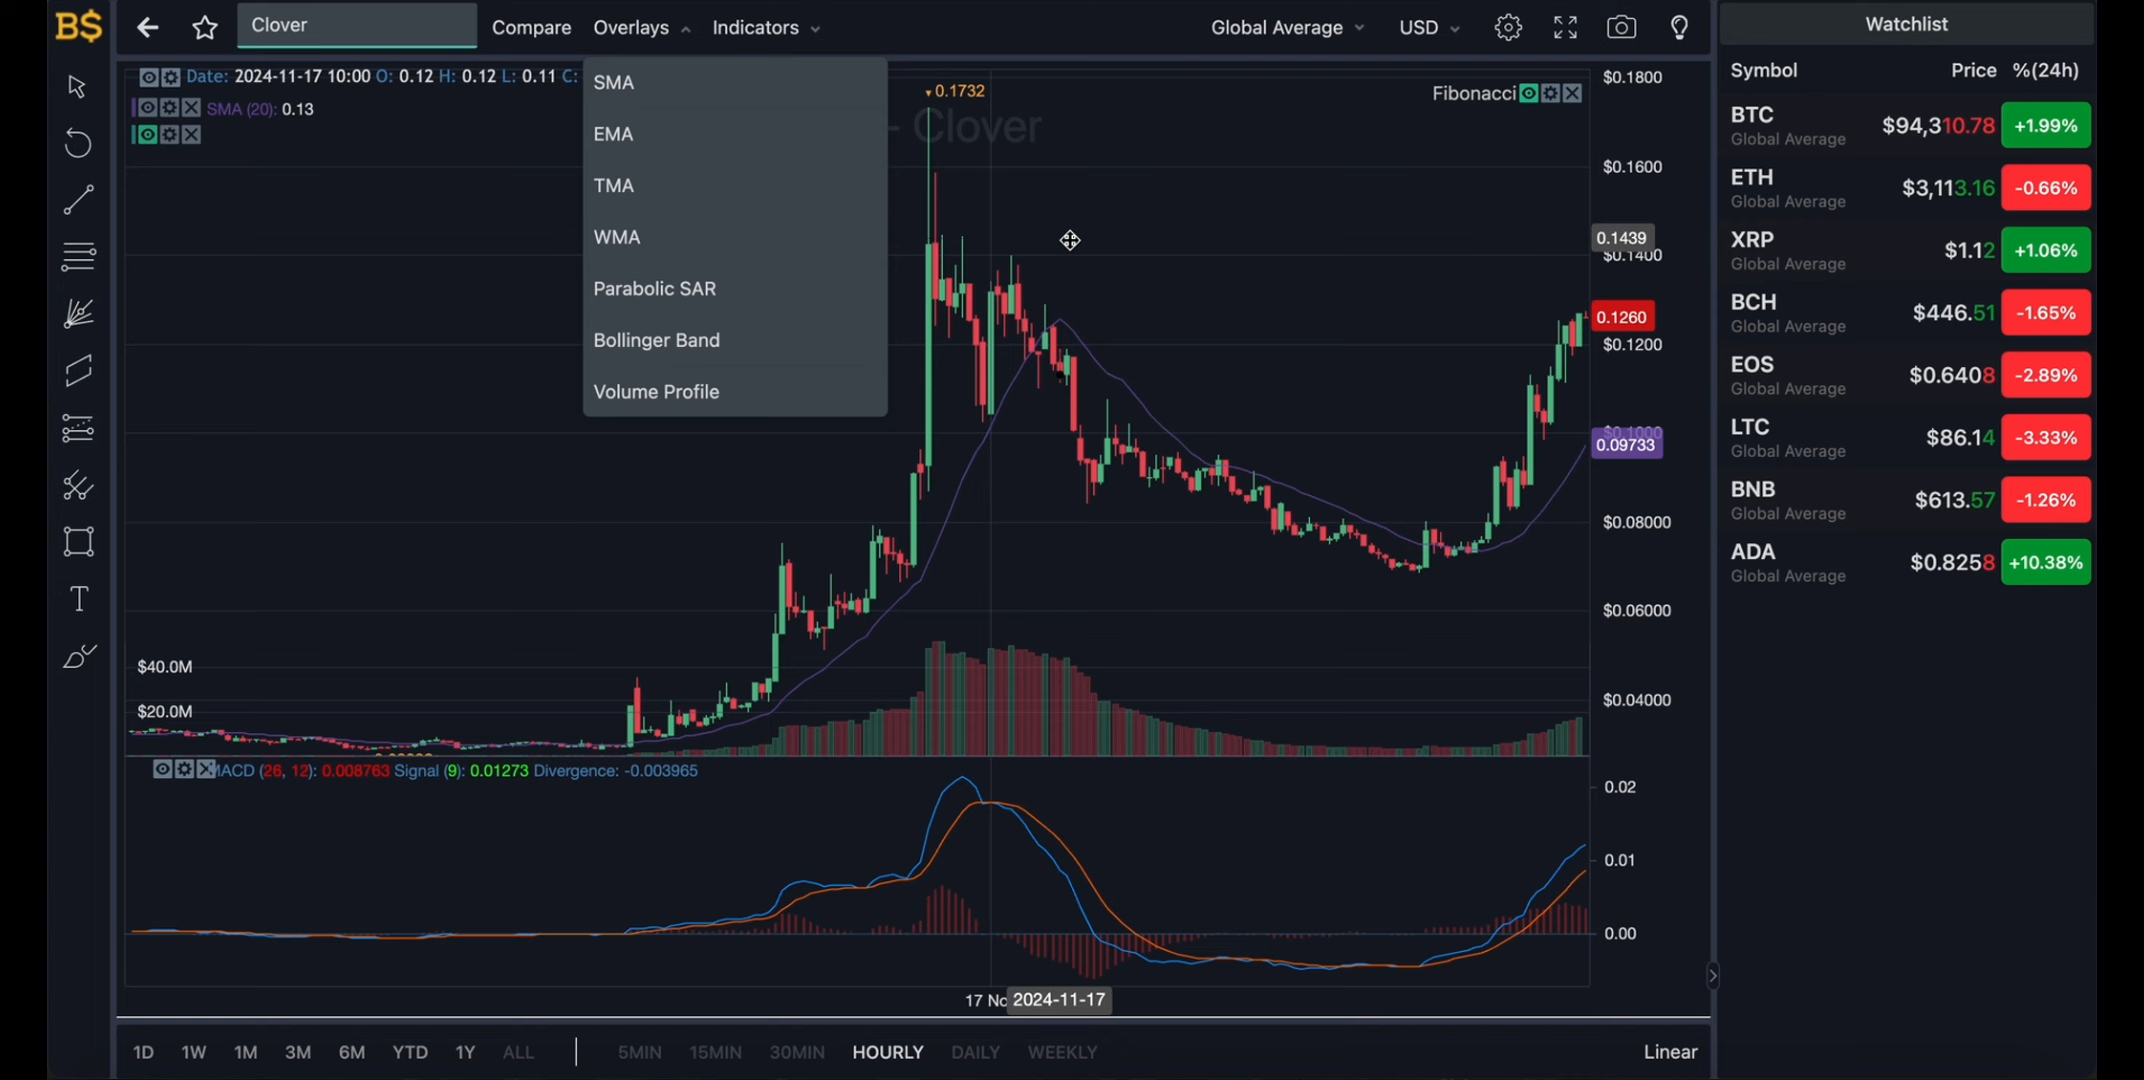 B$
Clover
Compare
Overlays
Indicators
Global Average
USD
Date: 2024-11-17 10:00 O: 0.12 H: 0.12 L: 0.11 C:
SMA (20): 0.13
SMA
EMA
TMA
WMA
Parabolic SAR
Bollinger Band
Volume Profile
0.1732
- Clover
Fibonacci
$0.1800
$0.1600
0.1439
$0.1400
0.1260
$0.1200
$0.1000
0.09733
$0.08000
$0.06000
$0.04000
$40.0M
$20.0M
MACD (26, 12): 0.008763 Signal (9): 0.01273 Divergence: -0.003965
0.02
0.01
0.00
17 No
2024-11-17
1D 1W 1M 3M 6M YTD 1Y ALL
5MIN 15MIN 30MIN HOURLY DAILY WEEKLY
Linear
Watchlist
Symbol Price %(24h)
BTC $94,310.78 +1.99%
Global Average
ETH $3,113.16 -0.66%
Global Average
XRP $1.12 +1.06%
Global Average
BCH $446.51 -1.65%
Global Average
EOS $0.6408 -2.89%
Global Average
LTC $86.14 -3.33%
Global Average
BNB $613.57 -1.26%
Global Average
ADA $0.8258 +10.38%
Global Average
T